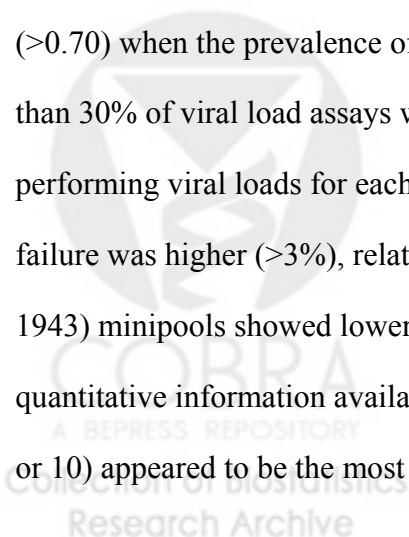 (>0.70) when the prevalence of
than 30% of viral load assays w
performing viral loads for each
failure was higher (>3%), relat
1943) minipools showed lower
COBRA
quantitative information availa
A BEPRESS REPOSITORY
or 10) appeared to be the most
Collection of Biostatistics
Research Archive